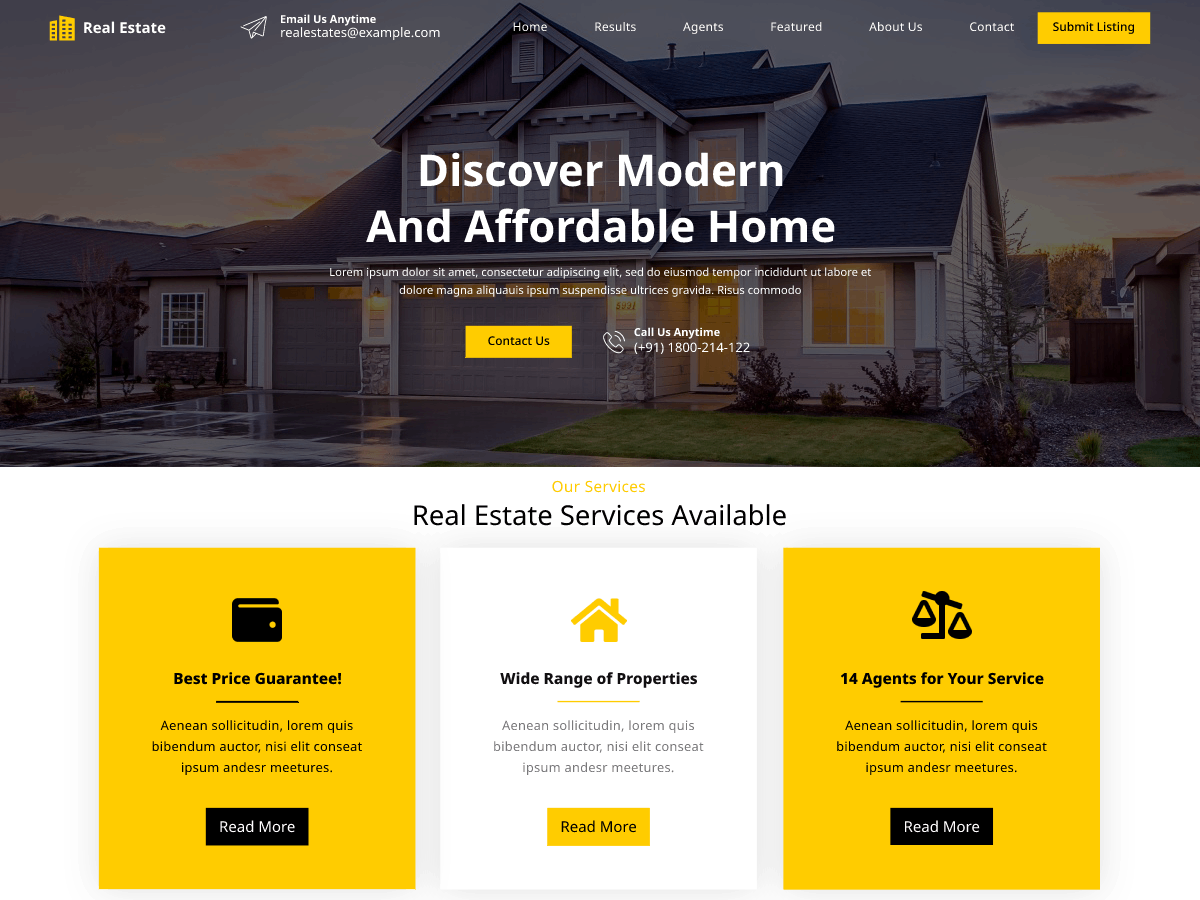 Real Estate
Email Us Anytime
realestates@example.com
Home
Results
Agents
Featured
About Us
Contact
Submit Listing
Discover Modern
And Affordable Home
Lorem ipsum dolor sit amet, consectetur adipiscing elit, sed do eiusmod tempor incididunt ut labore et
dolore magna aliquauis ipsum suspendisse ultrices gravida. Risus commodo
Contact Us
Call Us Anytime
(+91) 1800-214-122
Our Services
Real Estate Services Available
Best Price Guarantee!
Aenean sollicitudin, lorem quis
bibendum auctor, nisi elit conseat
ipsum andesr meetures.
Read More
Wide Range of Properties
Aenean sollicitudin, lorem quis
bibendum auctor, nisi elit conseat
ipsum andesr meetures.
Read More
14 Agents for Your Service
Aenean sollicitudin, lorem quis
bibendum auctor, nisi elit conseat
ipsum andesr meetures.
Read More